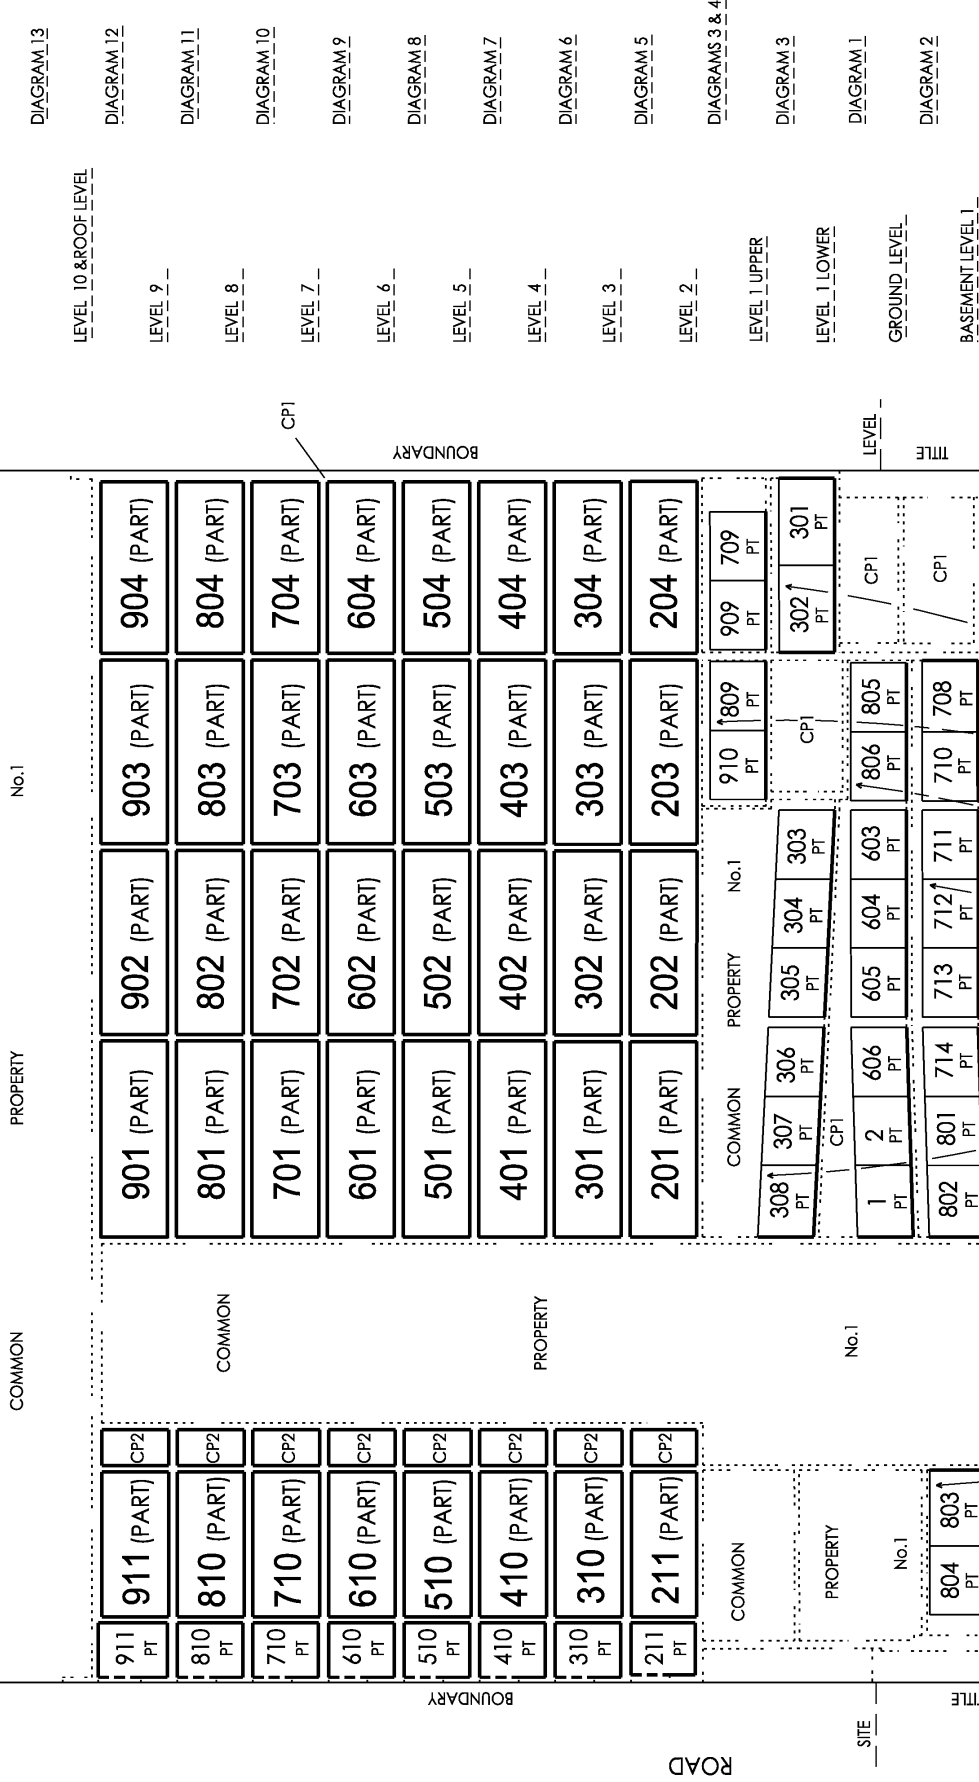 COMMON PROPERTY No.1 DIAGRAM 13
LEVEL 10 &ROOF LEVEL
911 PT 911 (PART) CP2 901 (PART) 902 (PART) 903 (PART) 904 (PART) LEVEL 9 DIAGRAM 12
810 PT 810 (PART) CP2 801 (PART) 802 (PART) 803 (PART) 804 (PART) LEVEL 8 DIAGRAM 11
COMMON
710 PT 710 (PART) CP2 701 (PART) 702 (PART) 703 (PART) 704 (PART) CP1 LEVEL 7 DIAGRAM 10
610 PT 610 (PART) CP2 601 (PART) 602 (PART) 603 (PART) 604 (PART) LEVEL 6 DIAGRAM 9
BOUNDARY
BOUNDARY
510 PT 510 (PART) CP2 501 (PART) 502 (PART) 503 (PART) 504 (PART) LEVEL 5 DIAGRAM 8
410 PT 410 (PART) CP2 401 (PART) 402 (PART) 403 (PART) 404 (PART) LEVEL 4 DIAGRAM 7
PROPERTY
310 PT 310 (PART) CP2 301 (PART) 302 (PART) 303 (PART) 304 (PART) LEVEL 3 DIAGRAM 6
211 PT 211 (PART) CP2 201 (PART) 202 (PART) 203 (PART) 204 (PART) LEVEL 2 DIAGRAM 5
ROAD
COMMON COMMON PROPERTY No.1 910 PT 809 PT 909 PT 709 PT LEVEL 1 UPPER DIAGRAMS 3 & 4
308 PT 307 PT 306 PT 305 PT 304 PT 303 PT CP1 302 PT 301 PT LEVEL 1 LOWER DIAGRAM 3
PROPERTY No.1 CP1
SITE 1 PT 2 PT 606 PT 605 PT 604 PT 603 PT 806 PT 805 PT CP1 LEVEL GROUND LEVEL DIAGRAM 1
No.1
TITLE 804 PT 803 PT 802 PT 801 PT 714 PT 713 PT 712 PT 711 PT 710 PT 708 PT CP1 TITLE BASEMENT LEVEL 1 DIAGRAM 2